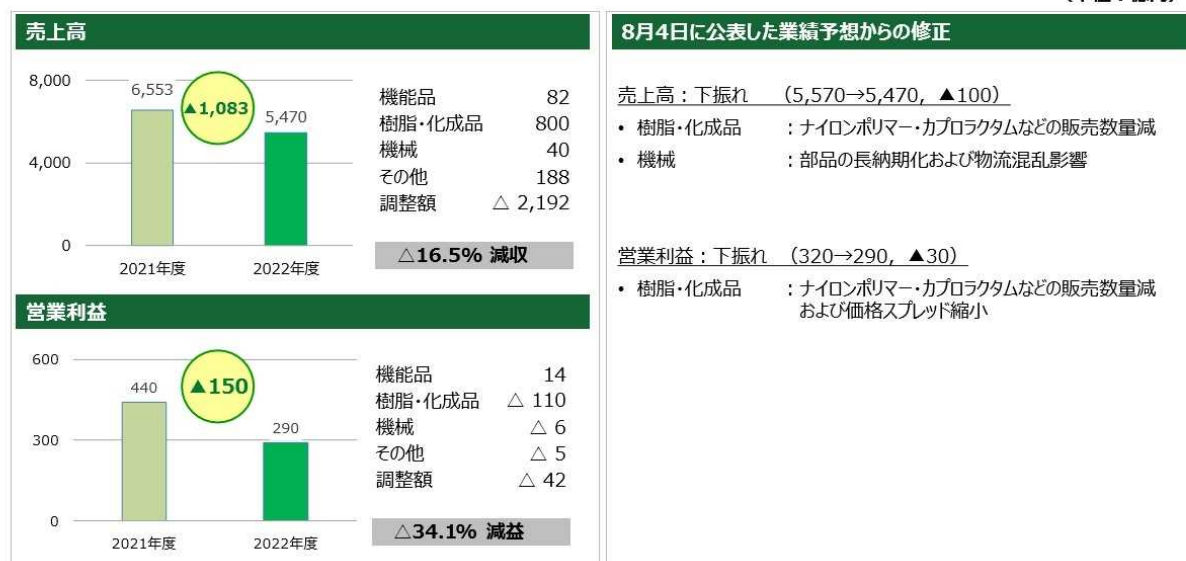 売上高
8,000
4,000
0
6,553
▲1,083
5,470
2021年度
2022年度
機能品 82
樹脂・化成品 800
機械 40
その他 188
調整額 △ 2,192
△16.5% 減収
営業利益
600
300
0
440
▲150
290
2021年度
2022年度
機能品 14
樹脂・化成品 △ 110
機械 △ 6
その他 △ 5
調整額 △ 42
△34.1% 減益
8月4日に公表した業績予想からの修正
売上高：下振れ （5,570→5,470, ▲100）
• 樹脂・化成品 ：ナイロンポリマー・カプロラクタムなどの販売数量減
• 機械 ：部品の長納期化および物流混乱影響
営業利益：下振れ （320→290, ▲30）
• 樹脂・化成品 ：ナイロンポリマー・カプロラクタムなどの販売数量減
および価格スプレッド縮小